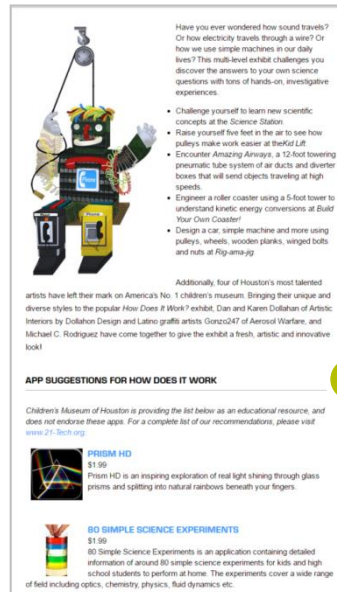 Have you ever wondered how sound travels?
Or how electricity travels through a wire? Or
how we use simple machines in our daily
lives? This multi-level exhibit challenges you
discover the answers to your own science
questions with tons of hands-on, investigative
experiences.
Challenge yourself to learn new scientific
concepts at the Science Station.
Raise yourself five feet in the air to see how
pulleys make work easier at theKid Lift
Encounter Amazing Airways, a 12-foot towering
pneumatic tube system of air ducts and diverter
boxes that will send objects traveling at high
speeds.
Engineer a roller coaster using a 5-foot tower to
understand kinetic energy conversions at Build
Your Own Coaster!
Design a car, simple machine and more using
pulleys, wheels, wooden planks, winged bolts
and nuts at Rig-ama-jig
Phone
Phone
Additionally, four of Houston's most talented
artists have left their mark on America's No. 1 children's museum. Bringing their unique and
diverse styles to the popular How Does It Work? exhibit, Dan and Karen Dollahan of Artistic
Interiors by Dollahon Design and Latino graffiti artists Gonzo247 of Aerosol Warfare, and
Michael C. Rodriguez have come together to give the exhibit a fresh, artistic and innovative
look!
APP SUGGESTIONS FOR HOW DOES IT WORK
Children's Museum of Houston is providing the list below as an educational resource, and
does not endorse these apps. For a complete list of our recommendations, please visit
www.21-Tech.org.
PRISM HD
$1.99
Prism HD is an inspiring exploration of real light shining through glass
prisms and splitting into natural rainbows beneath your fingers.
80 SIMPLE SCIENCE EXPERIMENTS
$1.99
80 Simple Science Experiments is an application containing detailed
information of around 80 simple science experiments for kids and high
school students to perform at home. The experiments cover a wide range
of field including optics, chemistry, physics, fluid dynamics etc.